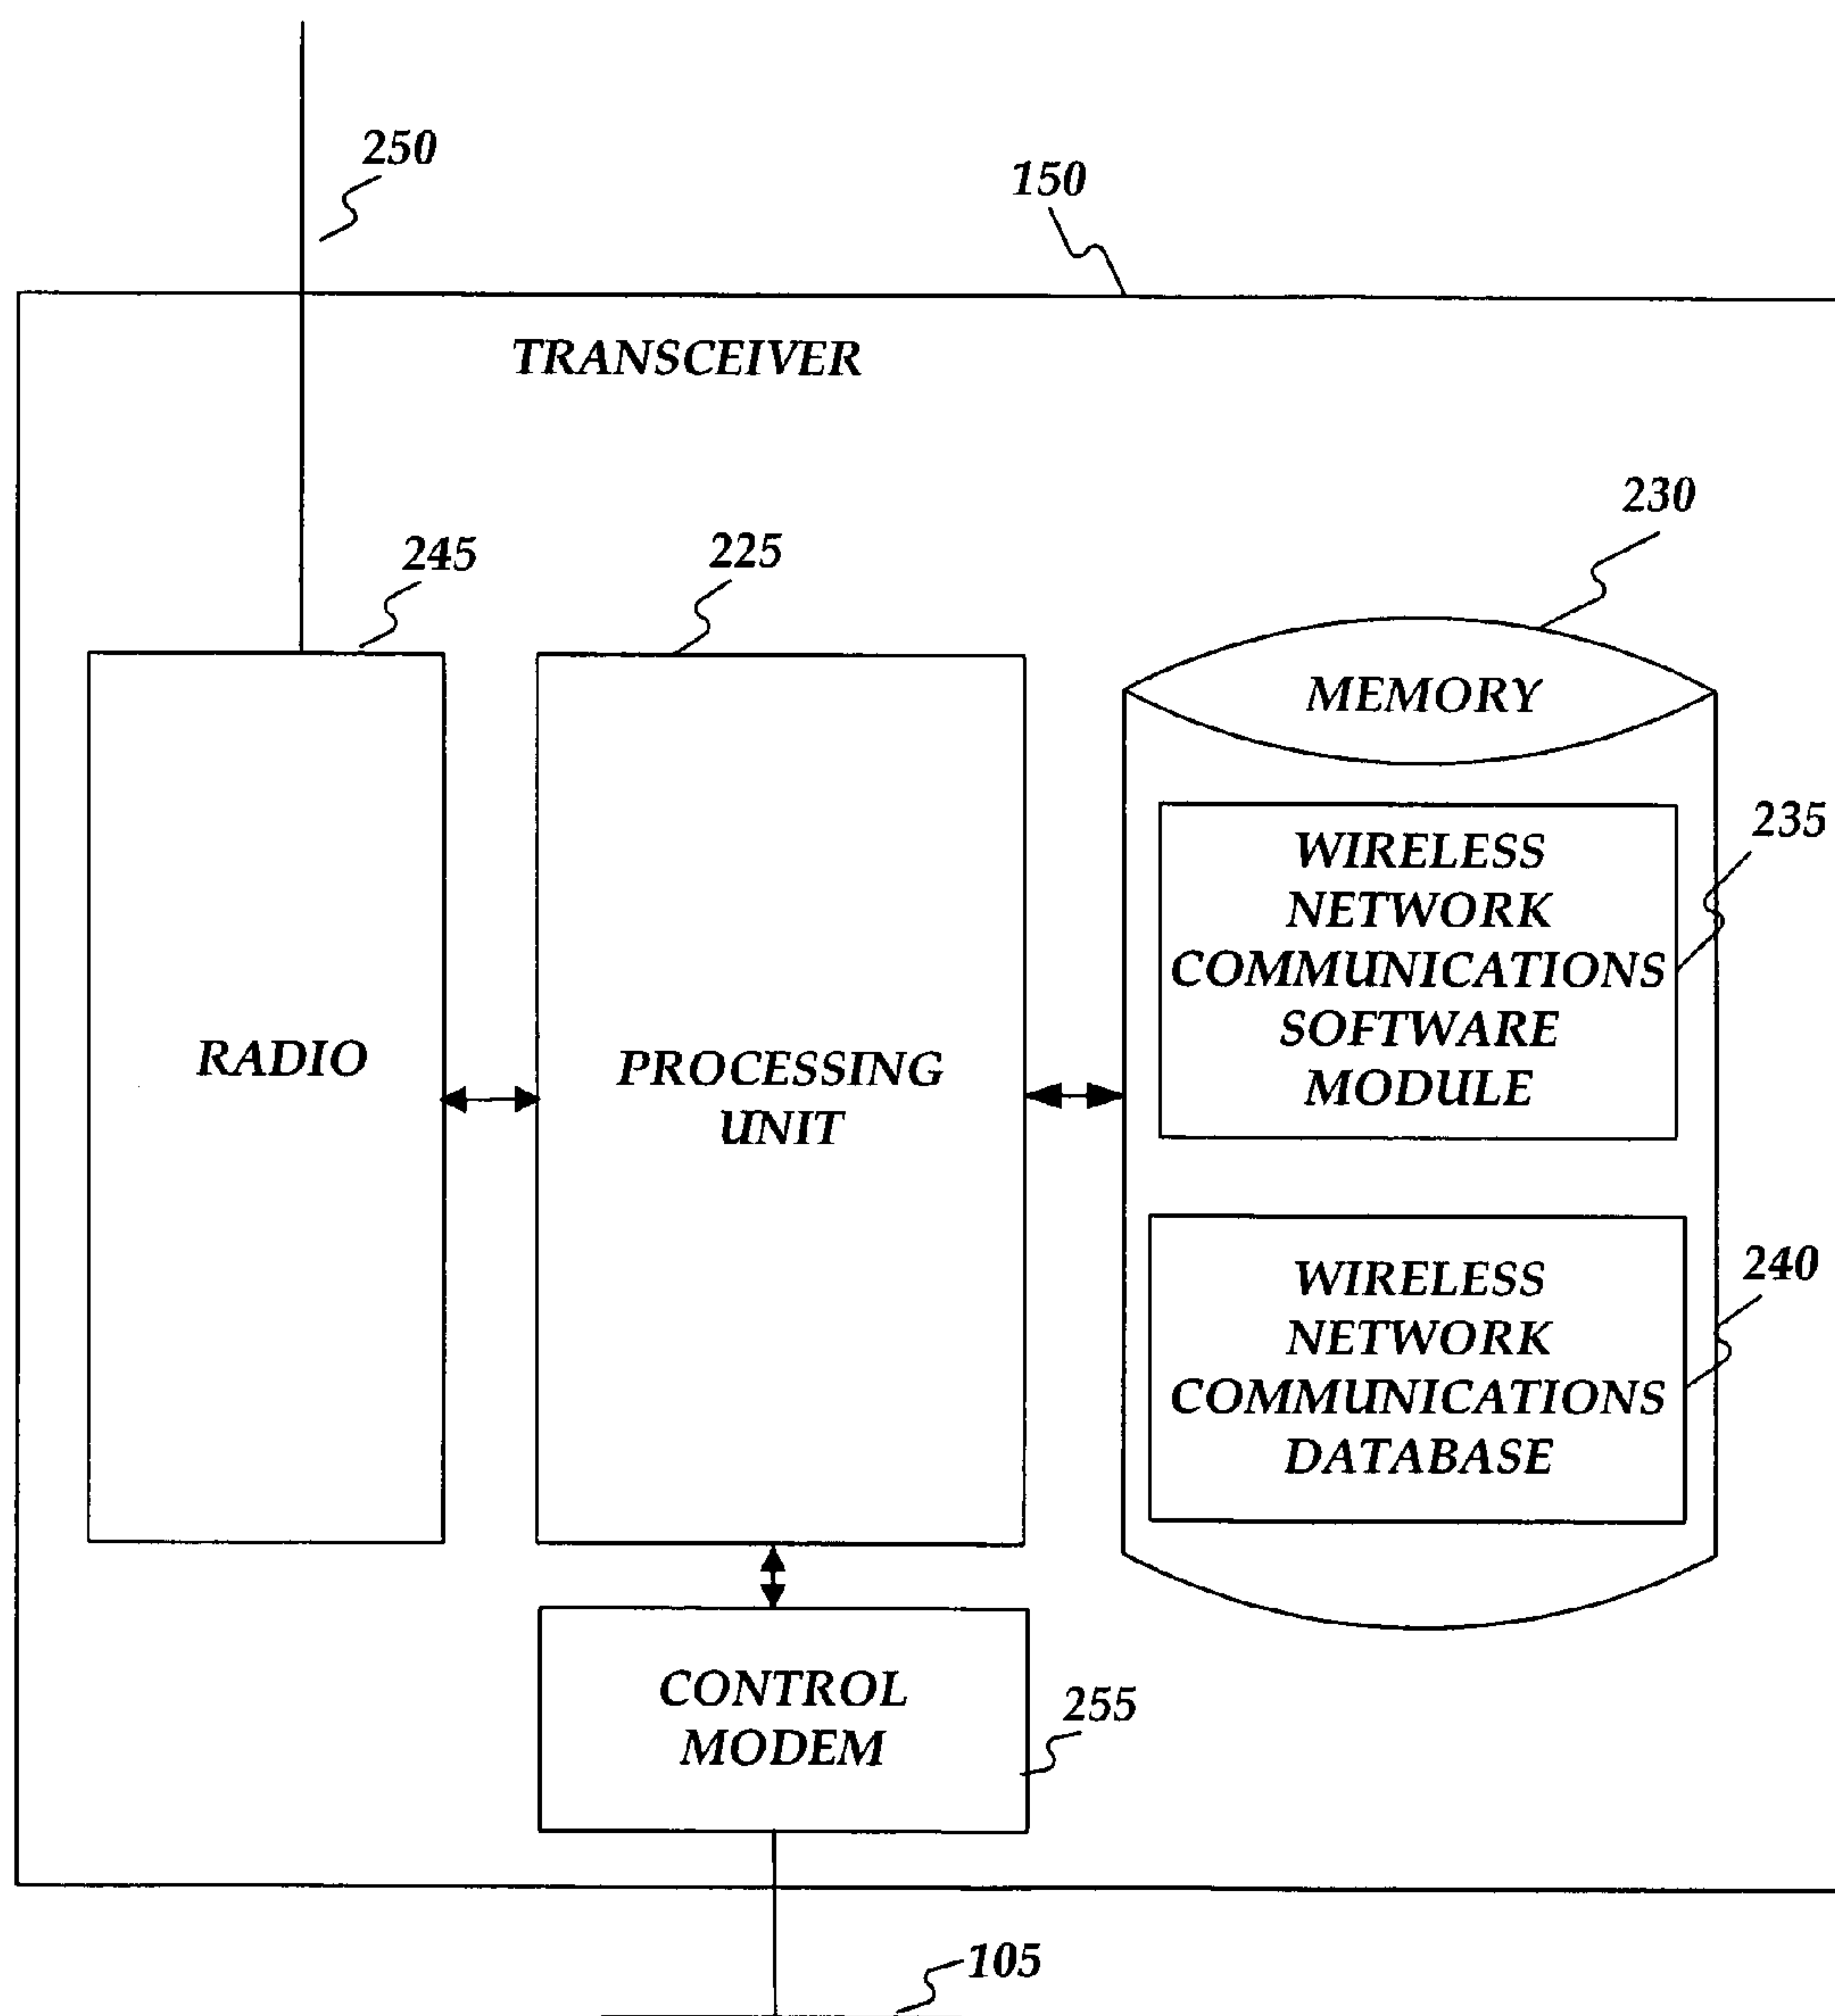 250
150
TRANSCEIVER
230
245
225
MEMORY
235
WIRELESS
NETWORK
COMMUNICATIONS
SOFTWARE
MODULE
RADIO
PROCESSING
UNIT
240
WIRELESS
NETWORK
COMMUNICATIONS
DATABASE
CONTROL
MODEM
255
105